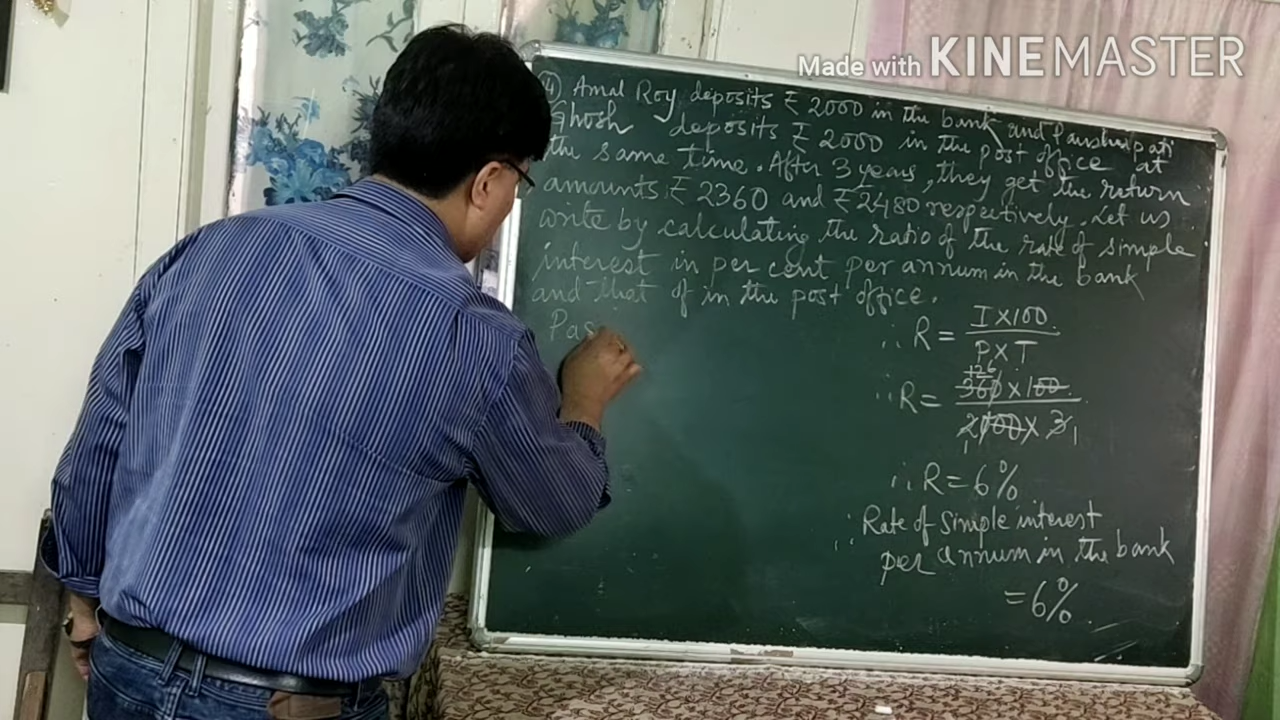 Made with KINEMASTER
(4) Amal Roy deposits ₹ 2000 in the bank and Pashupati
Ghosh deposits ₹ 2000 in the post office at
the same time. After 3 years, they get the return
amounts ₹ 2360 and ₹ 2480 respectively. Let us
write by calculating the ratio of the rate of simple
interest in per cent per annum in the bank
and that of in the post office.
Pas
∴ R = I × 100 / P × T
∴ R = 360 × 100 / 2000 × 3
∴ R = 6%
∴ Rate of simple interest
per annum in the bank
= 6%